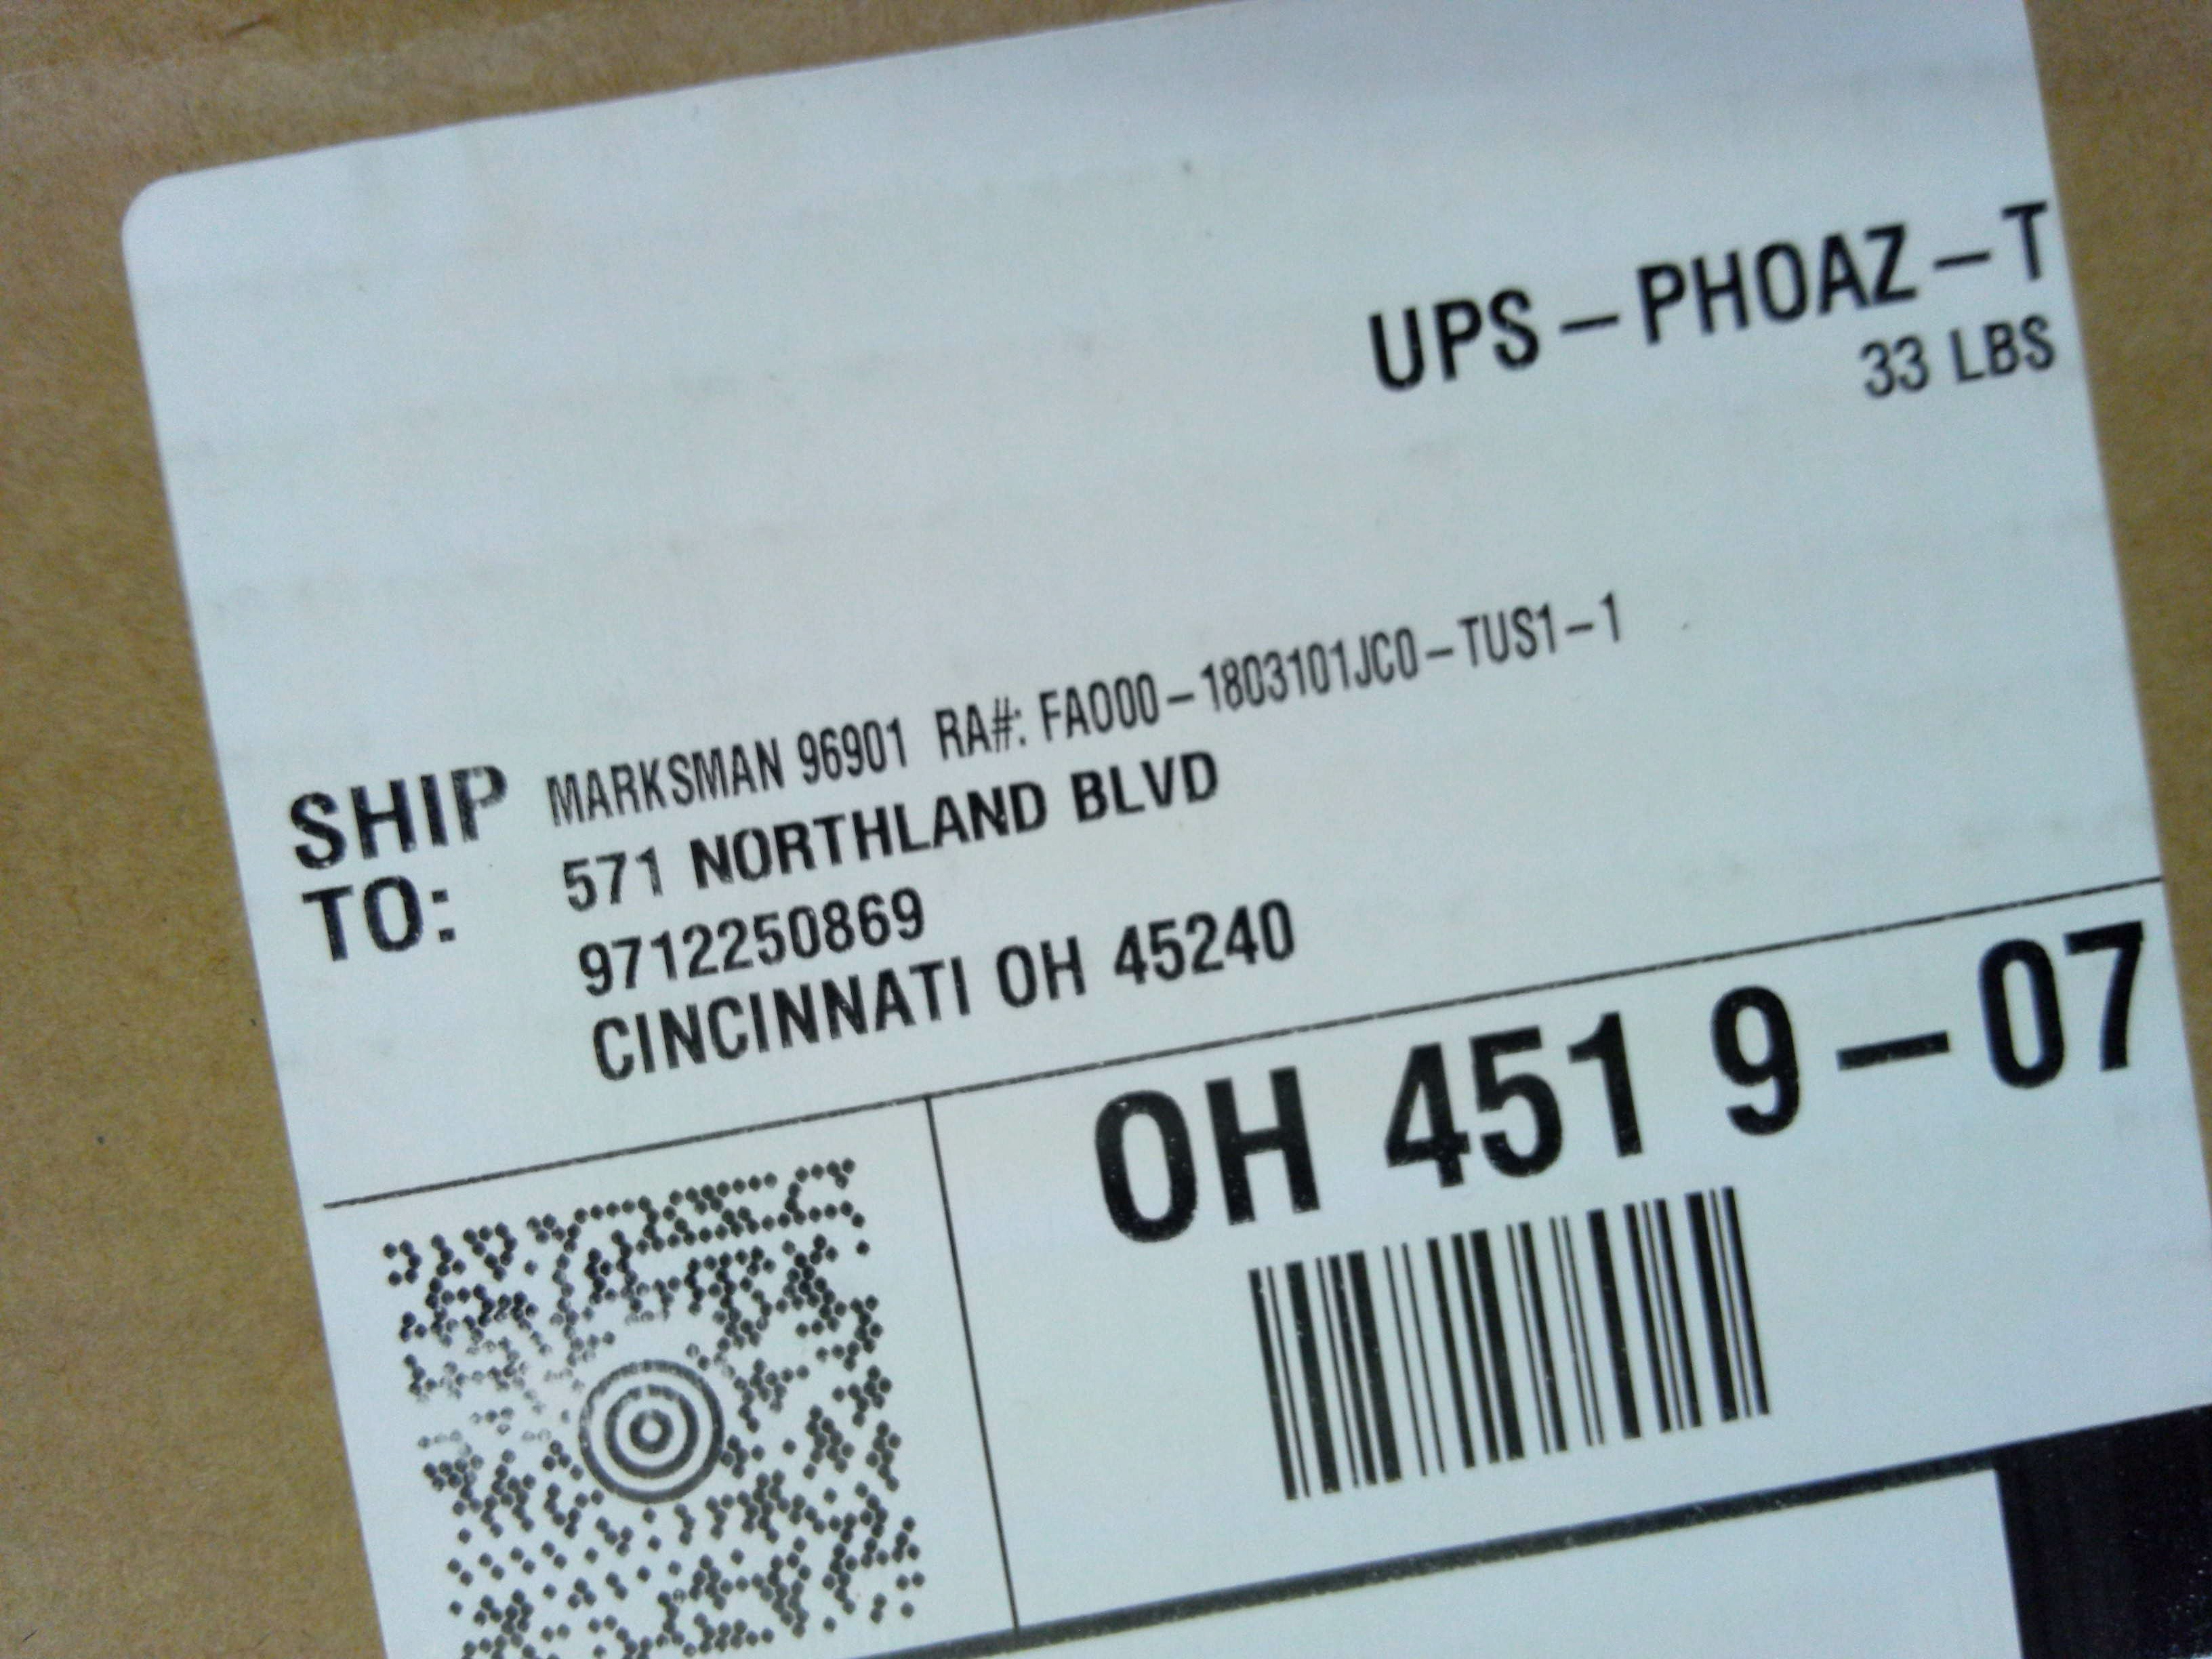 UPS – PHOAZ – T
33 LBS
SHIP TO:
MARKSMAN 96901 RA#: FAO00 – 1803101JC0 – TUS1 – 1
571 NORTHLAND BLVD
9712250869
CINCINNATI OH 45240
OH 451 9 – 07